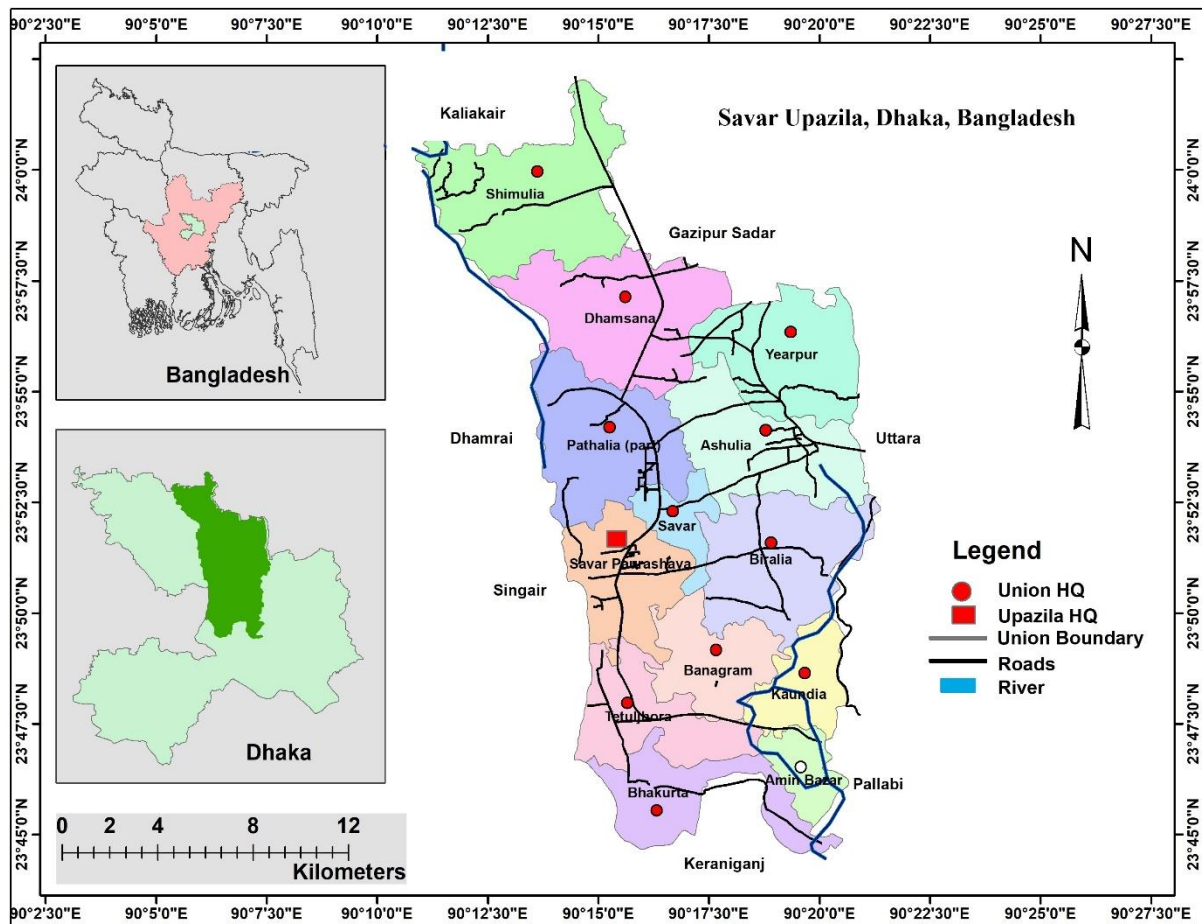 90°2'30"E 90°5'0"E 90°7'30"E 90°10'0"E 90°12'30"E 90°15'0"E 90°17'30"E 90°20'0"E 90°22'30"E 90°25'0"E 90°27'30"E
Savar Upazila, Dhaka, Bangladesh
24°0'0"N
23°57'30"N
23°55'0"N
23°52'30"N
23°50'0"N
23°47'30"N
23°45'0"N
Bangladesh
Dhaka
0 2 4 8 12
Kilometers
Kaliakair
Shimulia
Gazipur Sadar
Dhamsana
Yearpur
Dhamrai
Pathalia (part)
Ashulia
Uttara
Savar
Savar Paurashava
Biralia
Singair
Banagram
Kaundia
Tetuljhora
Amin Bazar
Pallabi
Bhakurta
Keraniganj
N
Legend
Union HQ
Upazila HQ
Union Boundary
Roads
River
24°0'0"N
23°57'30"N
23°55'0"N
23°52'30"N
23°50'0"N
23°47'30"N
23°45'0"N
90°2'30"E 90°5'0"E 90°7'30"E 90°10'0"E 90°12'30"E 90°15'0"E 90°17'30"E 90°20'0"E 90°22'30"E 90°25'0"E 90°27'30"E